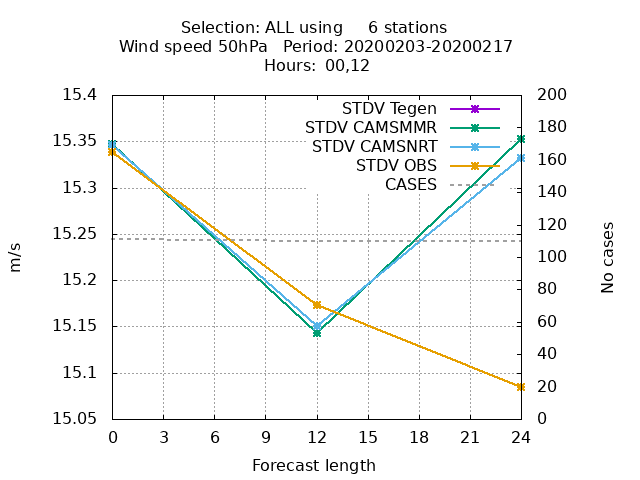 Selection: ALL using     6 stations
Wind speed 50hPa   Period: 20200203-20200217
Hours: 00,12
15.4
15.35
15.3
15.25
15.2
15.15
15.1
15.05
m/s
STDV Tegen
STDV CAMSMMR
STDV CAMSNRT
STDV OBS
CASES
200
180
160
140
120
100
80
60
40
20
0
No cases
0 3 6 9 12 15 18 21 24
Forecast length